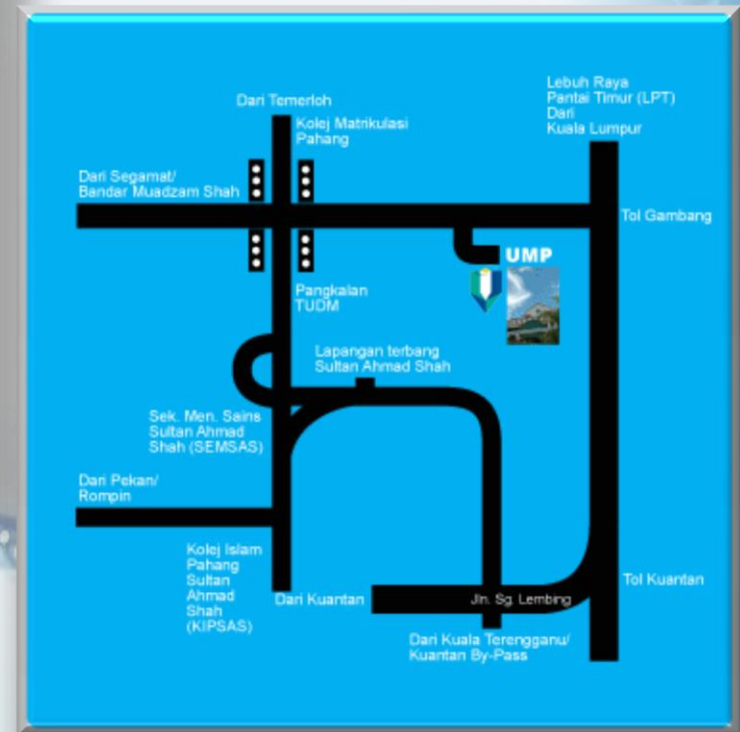 Lebuh Raya
Pantai Timur (LPT)
Dari
Kuala Lumpur
Dari Temerloh
Kolej Matrikulasi
Pahang
Dari Segamat/
Bandar Muadzam Shah
Tol Gambang
UMP
Pangkalan
TUDM
Lapangan terbang
Sultan Ahmad Shah
Sek. Men. Sains
Sultan Ahmad
Shah (SEMSAS)
Dari Pekan/
Rompin
Kolej Islam
Pahang
Sultan
Ahmad
Shah
(KIPSAS)
Dari Kuantan
Jln. Sg. Lembing
Tol Kuantan
Dari Kuala Terengganu/
Kuantan By-Pass